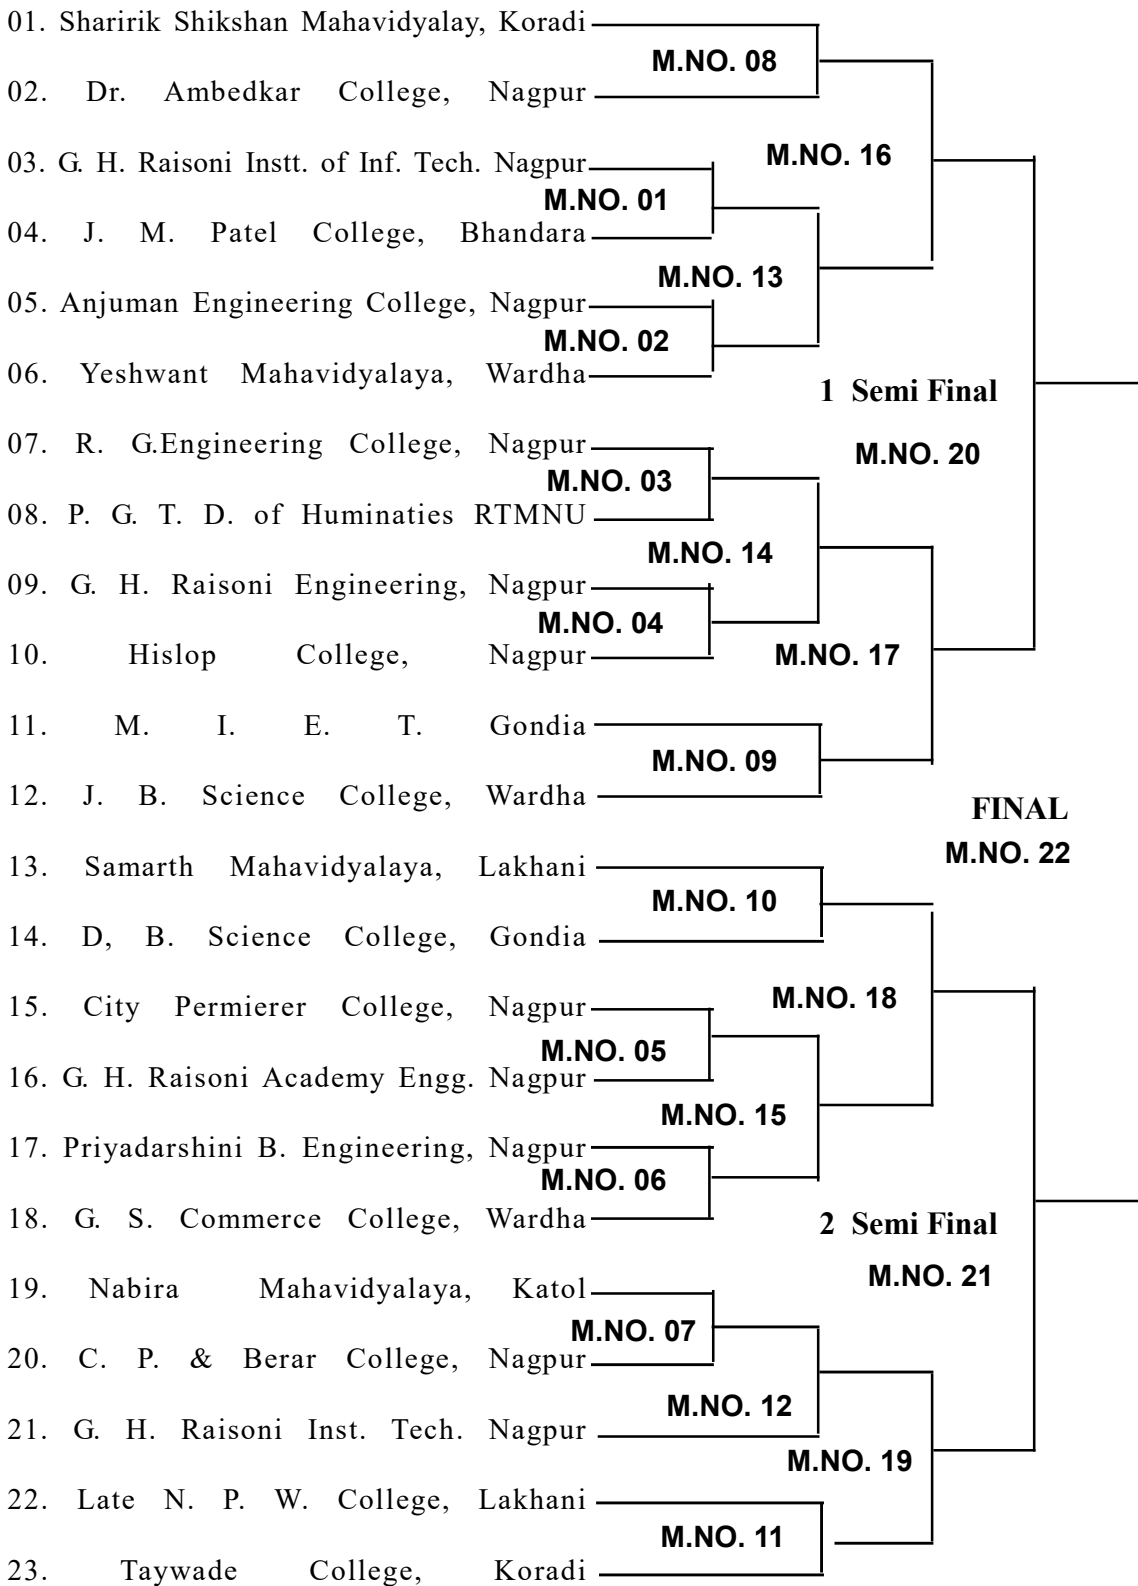 01. Sharirik Shikshan Mahavidyalay, Koradi
M.NO. 08
02. Dr. Ambedkar College, Nagpur
03. G. H. Raisoni Instt. of Inf. Tech. Nagpur
M.NO. 16
M.NO. 01
04. J. M. Patel College, Bhandara
M.NO. 13
05. Anjuman Engineering College, Nagpur
M.NO. 02
06. Yeshwant Mahavidyalaya, Wardha
1 Semi Final
07. R. G.Engineering College, Nagpur
M.NO. 20
M.NO. 03
08. P. G. T. D. of Huminaties RTMNU
M.NO. 14
09. G. H. Raisoni Engineering, Nagpur
M.NO. 04
10. Hislop College, Nagpur
M.NO. 17
11. M. I. E. T. Gondia
M.NO. 09
12. J. B. Science College, Wardha
FINAL
M.NO. 22
13. Samarth Mahavidyalaya, Lakhani
M.NO. 10
14. D, B. Science College, Gondia
M.NO. 18
15. City Permierer College, Nagpur
M.NO. 05
16. G. H. Raisoni Academy Engg. Nagpur
M.NO. 15
17. Priyadarshini B. Engineering, Nagpur
M.NO. 06
18. G. S. Commerce College, Wardha
2 Semi Final
M.NO. 21
19. Nabira Mahavidyalaya, Katol
M.NO. 07
20. C. P. & Berar College, Nagpur
M.NO. 12
21. G. H. Raisoni Inst. Tech. Nagpur
M.NO. 19
22. Late N. P. W. College, Lakhani
M.NO. 11
23. Taywade College, Koradi